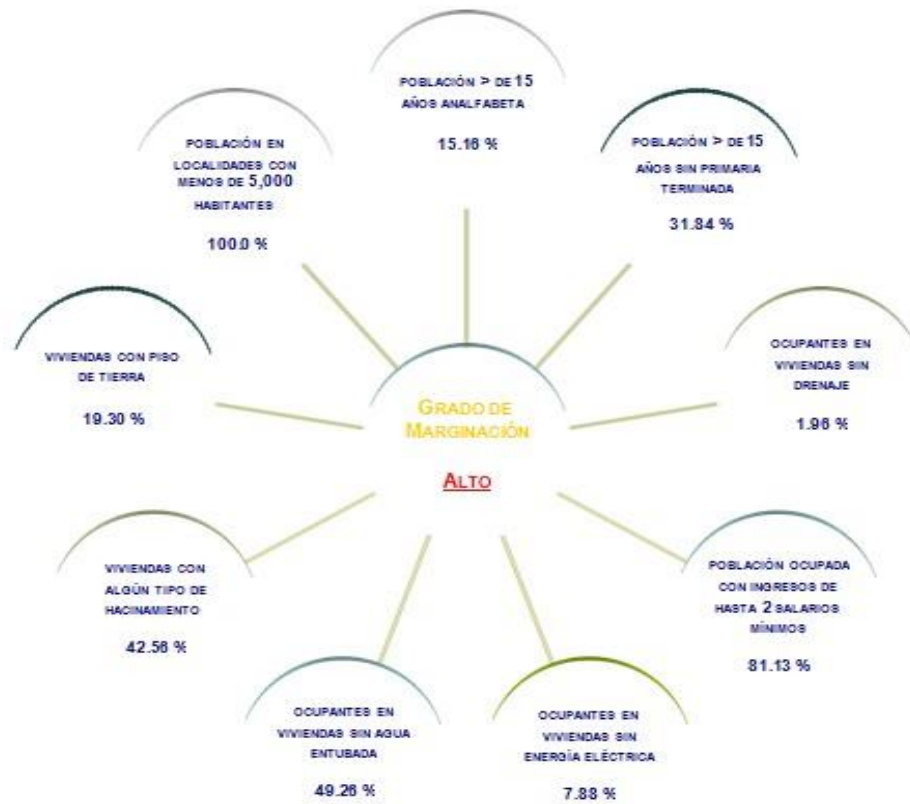 POBLACIÓN > DE 15
AÑOS ANALFABETA
15.16 %
POBLACIÓN > DE 15
AÑOS SIN PRIMARIA
TERMINADA
31.84 %
OCUPANTES EN
VIVIENDAS SIN
DRENAJE
1.96 %
POBLACIÓN OCUPADA
CON INGRESOS DE
HASTA 2 SALARIOS
MÍNIMOS
81.13 %
OCUPANTES EN
VIVIENDAS SIN
ENERGÍA ELÉCTRICA
7.88 %
OCUPANTES EN
VIVIENDAS SIN AGUA
ENTUBADA
49.26 %
VIVIENDAS CON
ALGÚN TIPO DE
HACINAMIENTO
42.56 %
VIVIENDAS CON PISO
DE TIERRA
19.30 %
POBLACIÓN EN
LOCALIDADES CON
MENOS DE 5,000
HABITANTES
100.0 %
GRADO DE
MARGINACIÓN
ALTO